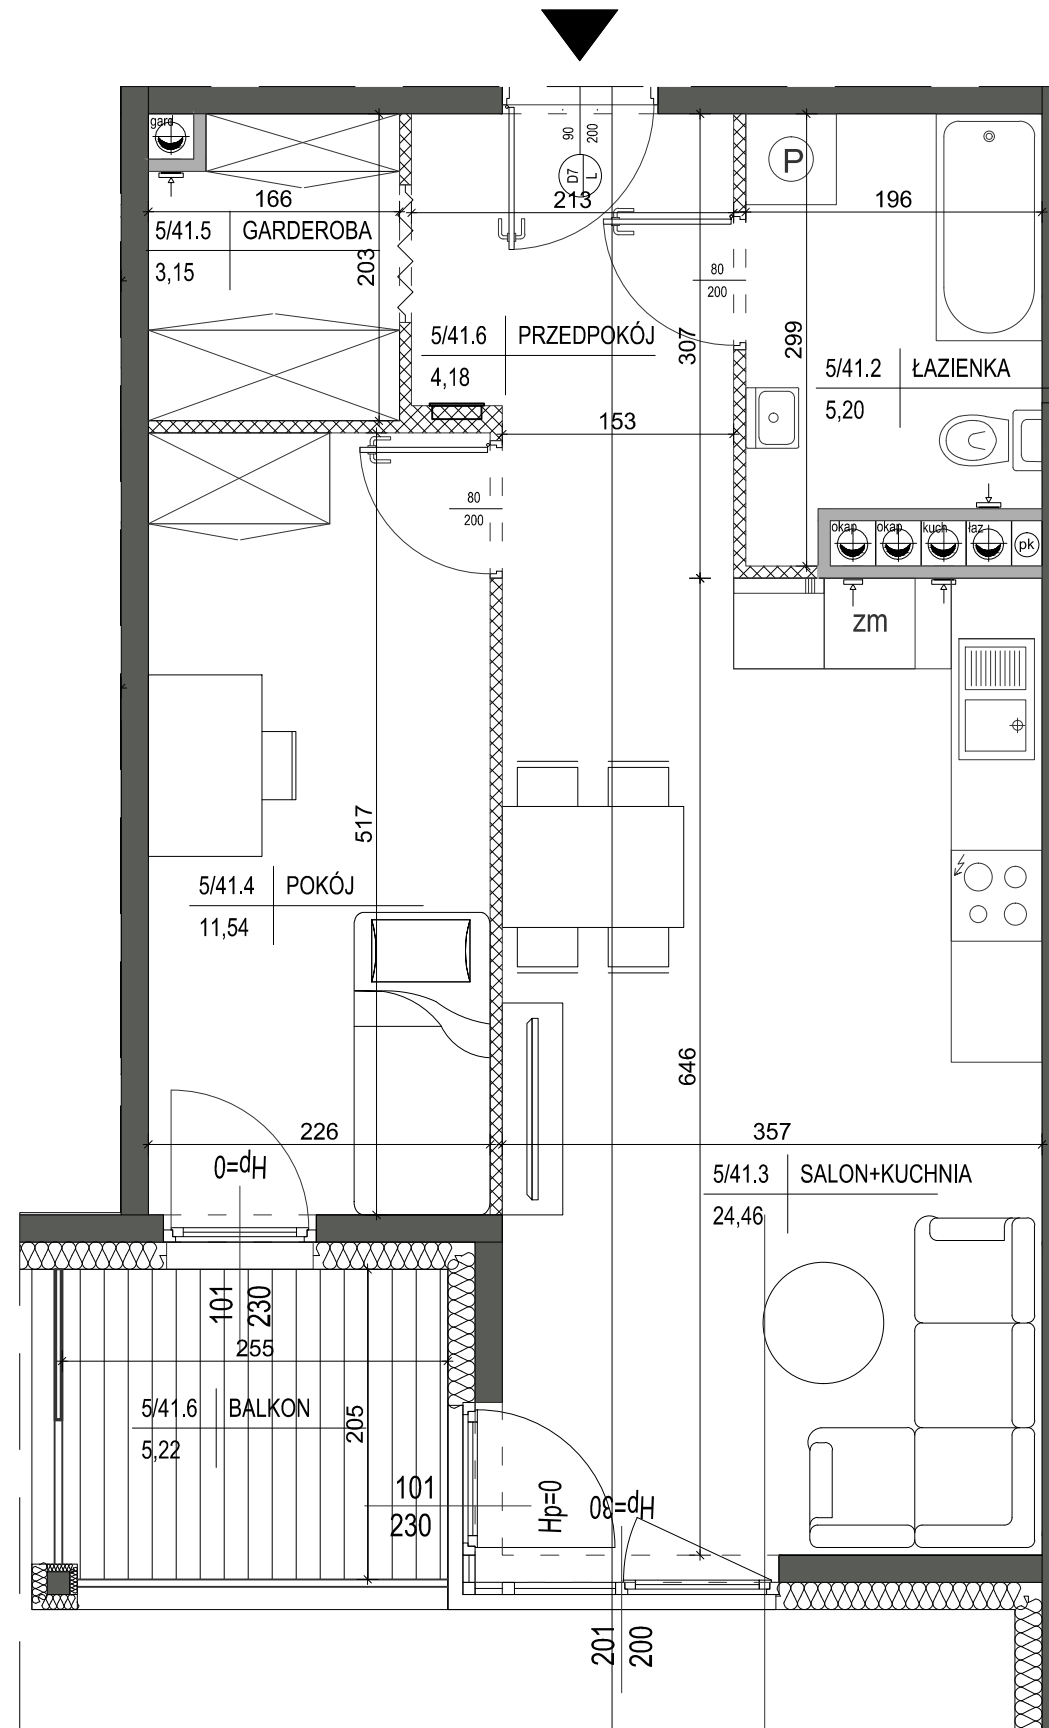 gard
90
200
D7
L
P
166
213
196
5/41.5 GARDEROBA
3,15
203
80
200
5/41.6 PRZEDPOKÓJ
4,18
307
299
5/41.2 ŁAZIENKA
5,20
153
80
200
okap
okap
kuch
łaz
pk
zm
517
5/41.4 POKÓJ
11,54
646
226
357
Hp=0
5/41.3 SALON+KUCHNIA
24,46
101
230
255
5/41.6 BALKON
5,22
205
101
230
Hp=0
Hp=30
201
200